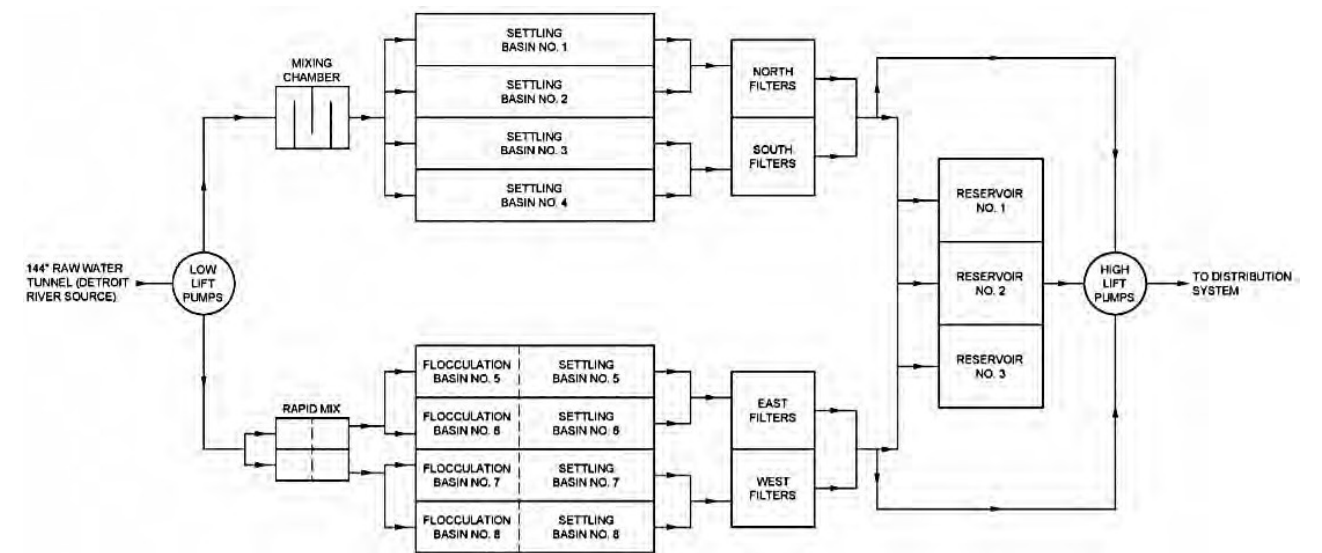 SETTLING
BASIN NO. 1
MIXING
CHAMBER
SETTLING
BASIN NO. 2
SETTLING
BASIN NO. 3
SETTLING
BASIN NO. 4
NORTH
FILTERS
SOUTH
FILTERS
144" RAW WATER
TUNNEL (DETROIT
RIVER SOURCE)
LOW
LIFT
PUMPS
RESERVOIR
NO. 1
RESERVOIR
NO. 2
RESERVOIR
NO. 3
HIGH
LIFT
PUMPS
TO DISTRIBUTION
SYSTEM
RAPID MIX
FLOCCULATION
BASIN NO. 5
SETTLING
BASIN NO. 5
FLOCCULATION
BASIN NO. 6
SETTLING
BASIN NO. 6
FLOCCULATION
BASIN NO. 7
SETTLING
BASIN NO. 7
FLOCCULATION
BASIN NO. 8
SETTLING
BASIN NO. 8
EAST
FILTERS
WEST
FILTERS